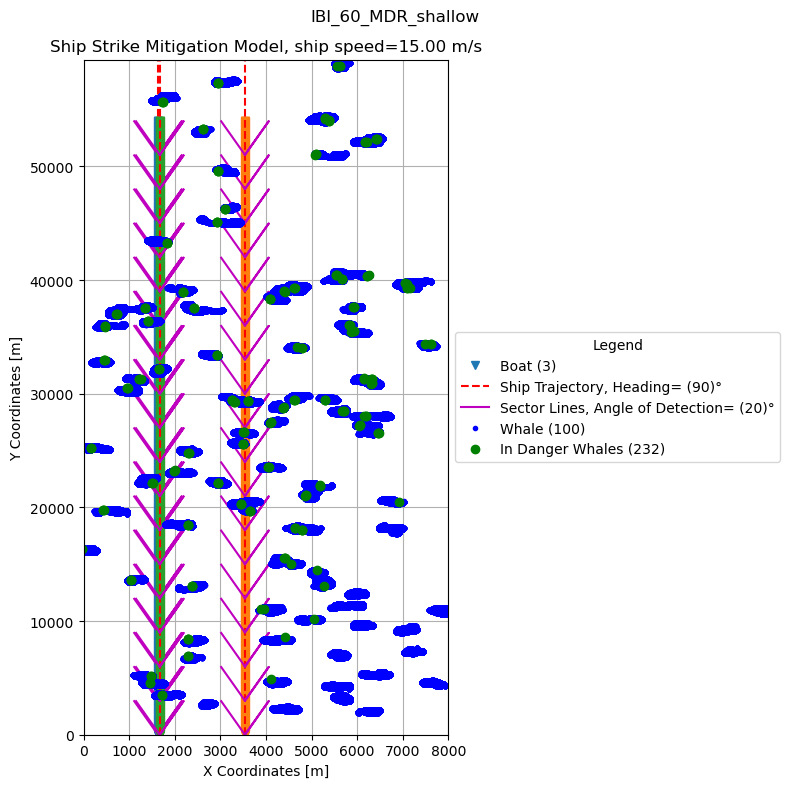 IBI_60_MDR_shallow
Ship Strike Mitigation Model, ship speed=15.00 m/s
Y Coordinates [m]
50000
40000
30000
20000
10000
0
0 1000 2000 3000 4000 5000 6000 7000 8000
X Coordinates [m]
Legend
Boat (3)
Ship Trajectory, Heading= (90)°
Sector Lines, Angle of Detection= (20)°
Whale (100)
In Danger Whales (232)